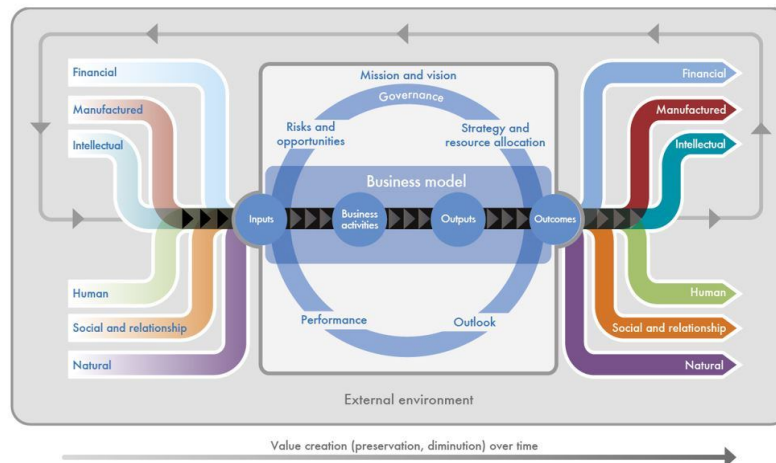 Financial
Manufactured
Intellectual
Human
Social and relationship
Natural
Mission and vision
Governance
Risks and
opportunities
Strategy and
resource allocation
Business model
Inputs
Business
activities
Outputs
Outcomes
Performance
Outlook
Financial
Manufactured
Intellectual
Human
Social and relationship
Natural
External environment
Value creation (preservation, diminution) over time